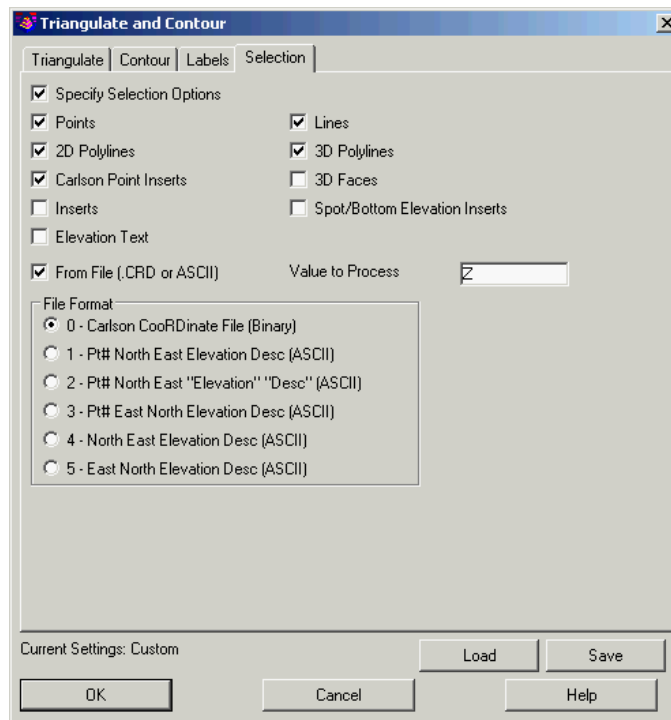 Triangulate and Contour
Triangulate Contour Labels Selection
Specify Selection Options
Points Lines
2D Polylines 3D Polylines
Carlson Point Inserts 3D Faces
Inserts Spot/Bottom Elevation Inserts
Elevation Text
From File (.CRD or ASCII) Value to Process Z
File Format
0 - Carlson CooRDinate File (Binary)
1 - Pt# North East Elevation Desc (ASCII)
2 - Pt# North East "Elevation" "Desc" (ASCII)
3 - Pt# East North Elevation Desc (ASCII)
4 - North East Elevation Desc (ASCII)
5 - East North Elevation Desc (ASCII)
Current Settings: Custom
Load Save
OK Cancel Help